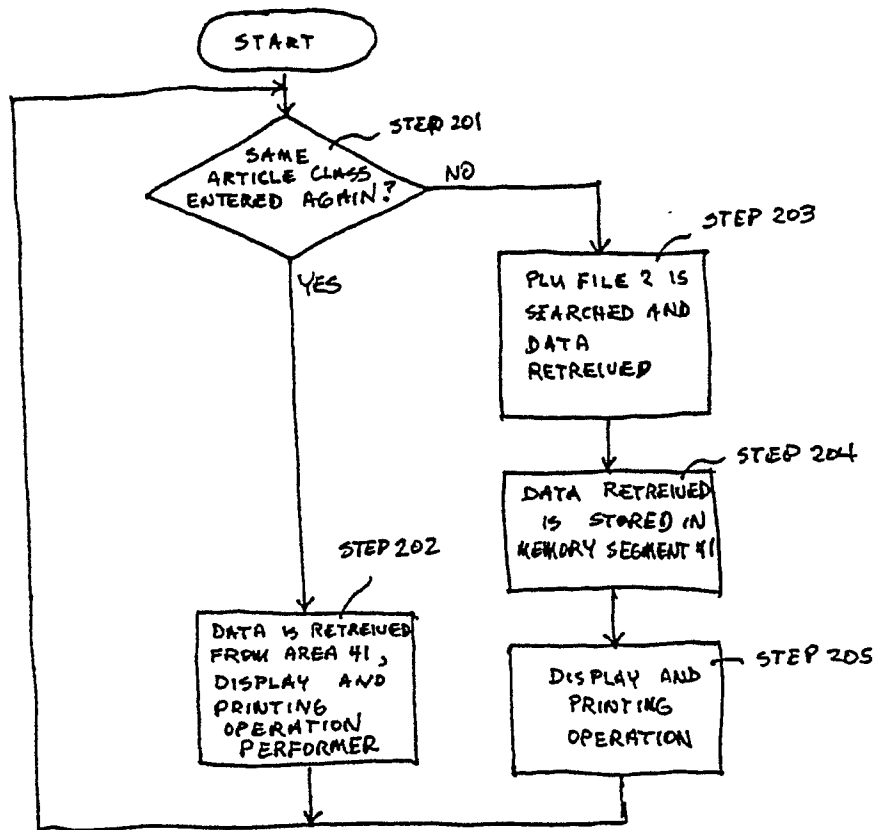 START
STEP 201
SAME
ARTICLE CLASS
ENTERED AGAIN?
NO
YES
STEP 203
PLU FILE 2 IS
SEARCHED AND
DATA
RETREIVED
STEP 204
DATA RETREIVED
IS STORED IN
MEMORY SEGMENT 41
STEP 202
DATA IS RETREIVED
FROM AREA 41,
DISPLAY AND
PRINTING
OPERATION
PERFORMER
STEP 205
DISPLAY AND
PRINTING
OPERATION